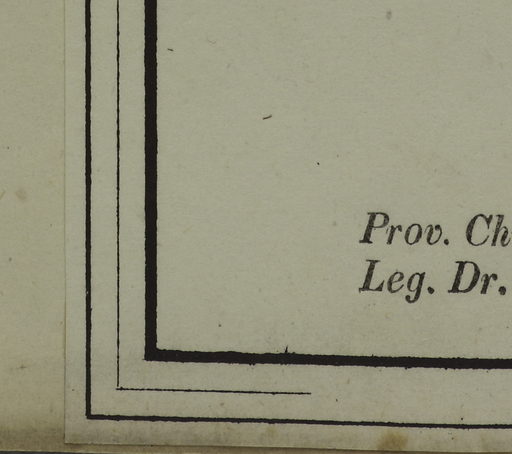 Prov. Ch
Leg. Dr.